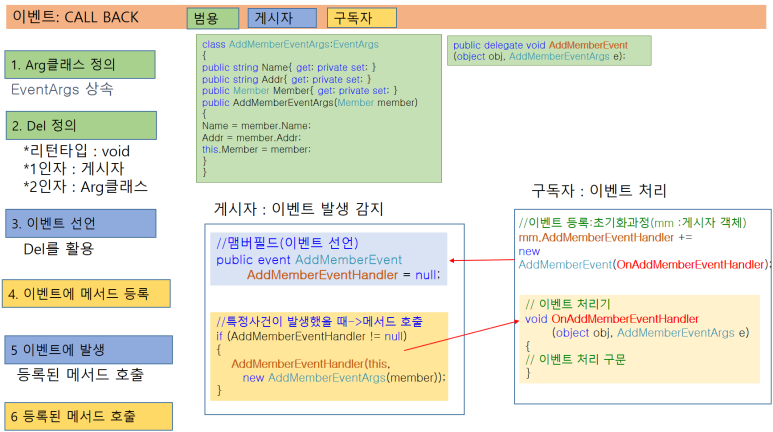 이벤트: CALL BACK
범용
게시자
구독자
1. Arg클래스 정의
EventArgs 상속
2. Del 정의
*리턴타입 : void
*1인자 : 게시자
*2인자 : Arg클래스
3. 이벤트 선언
Del를 활용
4. 이벤트에 메서드 등록
5 이벤트에 발생
등록된 메서드 호출
6 등록된 메서드 호출
class AddMemberEventArgs:EventArgs
{
public string Name{ get; private set; }
public string Addr{ get; private set; }
public Member Member{ get; private set; }
public AddMemberEventArgs(Member member)
{
Name = member.Name;
Addr = member.Addr;
this.Member = member;
}
}
public delegate void AddMemberEvent
(object obj, AddMemberEventArgs e);
게시자 : 이벤트 발생 감지
//맴버필드(이벤트 선언)
public event AddMemberEvent
AddMemberEventHandler = null;
//특정사건이 발생했을 때->메서드 호출
if (AddMemberEventHandler != null)
{
AddMemberEventHandler(this,
new AddMemberEventArgs(member));
}
구독자 : 이벤트 처리
//이벤트 등록:초기화과정(mm :게시자 객체)
mm.AddMemberEventHandler +=
new
AddMemberEvent(OnAddMemberEventHandler);
// 이벤트 처리기
void OnAddMemberEventHandler
(object obj, AddMemberEventArgs e)
{
// 이벤트 처리 구문
}